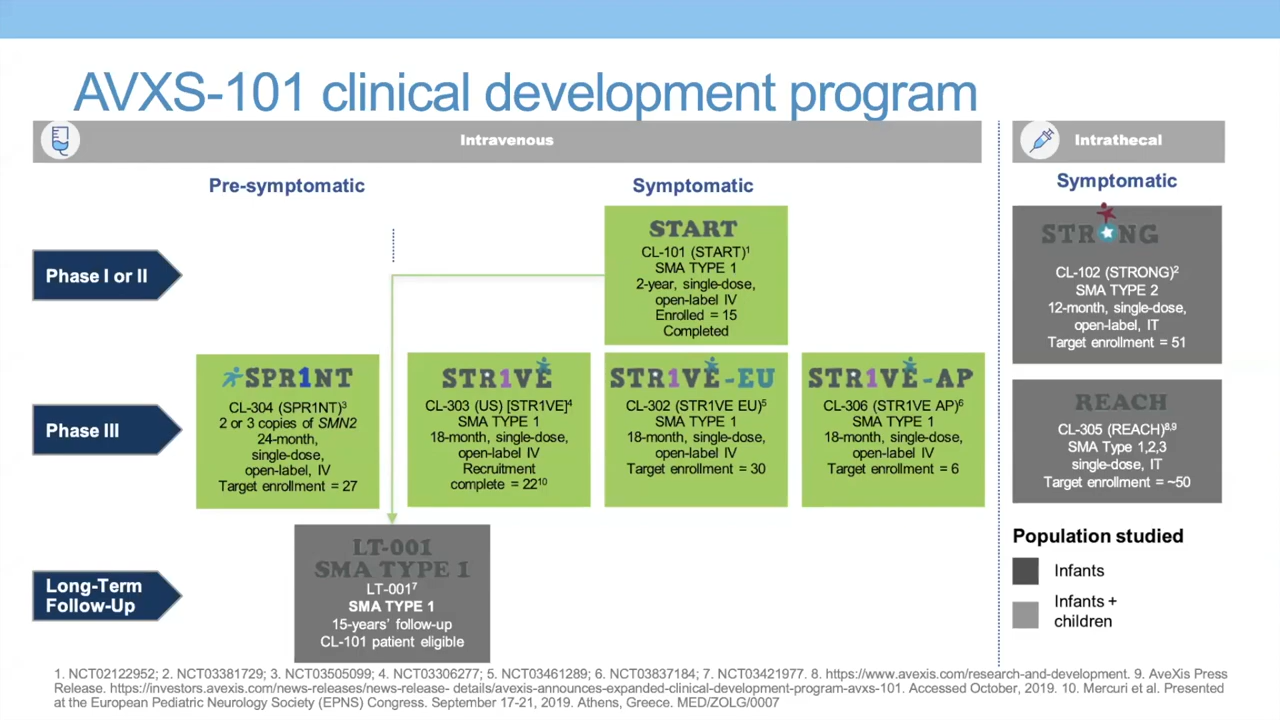 AVXS-101 clinical development program
Intravenous
Intrathecal
Pre-symptomatic
Symptomatic
Symptomatic
Phase I or II
START
CL-101 (START)1
SMA TYPE 1
2-year, single-dose,
open-label IV
Enrolled = 15
Completed
STRONG
CL-102 (STRONG)2
SMA TYPE 2
12-month, single-dose,
open-label, IT
Target enrollment = 51
Phase III
SPR1NT
CL-304 (SPR1NT)3
2 or 3 copies of SMN2
24-month,
single-dose,
open-label, IV
Target enrollment = 27
STR1VE
CL-303 (US) [STR1VE]4
SMA TYPE 1
18-month, single-dose,
open-label IV
Recruitment
complete = 2210
STR1VE-EU
CL-302 (STR1VE EU)5
SMA TYPE 1
18-month, single-dose,
open-label IV
Target enrollment = 30
STR1VE-AP
CL-306 (STR1VE AP)6
SMA TYPE 1
18-month, single-dose,
open-label IV
Target enrollment = 6
REACH
CL-305 (REACH)8,9
SMA Type 1,2,3
single-dose, IT
Target enrollment = ~50
Long-Term
Follow-Up
LT-001
SMA TYPE 1
LT-0017
SMA TYPE 1
15-years' follow-up
CL-101 patient eligible
Population studied
Infants
Infants +
children
1. NCT02122952; 2. NCT03381729; 3. NCT03505099; 4. NCT03306277; 5. NCT03461289; 6. NCT03837184; 7. NCT03421977. 8. https://www.avexis.com/research-and-development. 9. AveXis Press
Release. https://investors.avexis.com/news-releases/news-release- details/avexis-announces-expanded-clinical-development-program-avxs-101. Accessed October, 2019. 10. Mercuri et al. Presented
at the European Pediatric Neurology Society (EPNS) Congress. September 17-21, 2019. Athens, Greece. MED/ZOLG/0007